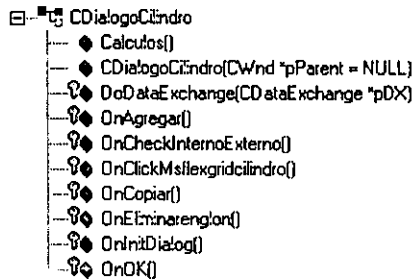 CDialogoCilindro
Calculos()
CDialogoCilindro(CWnd *pParent = NULL)
DoDataExchange(CDataExchange *pDX)
OnAgregar()
OnCheckInternoExterno()
OnClickMsflexgridcilindro()
OnCopiar()
OnEliminarenglon()
OnInitDialog()
OnOK()